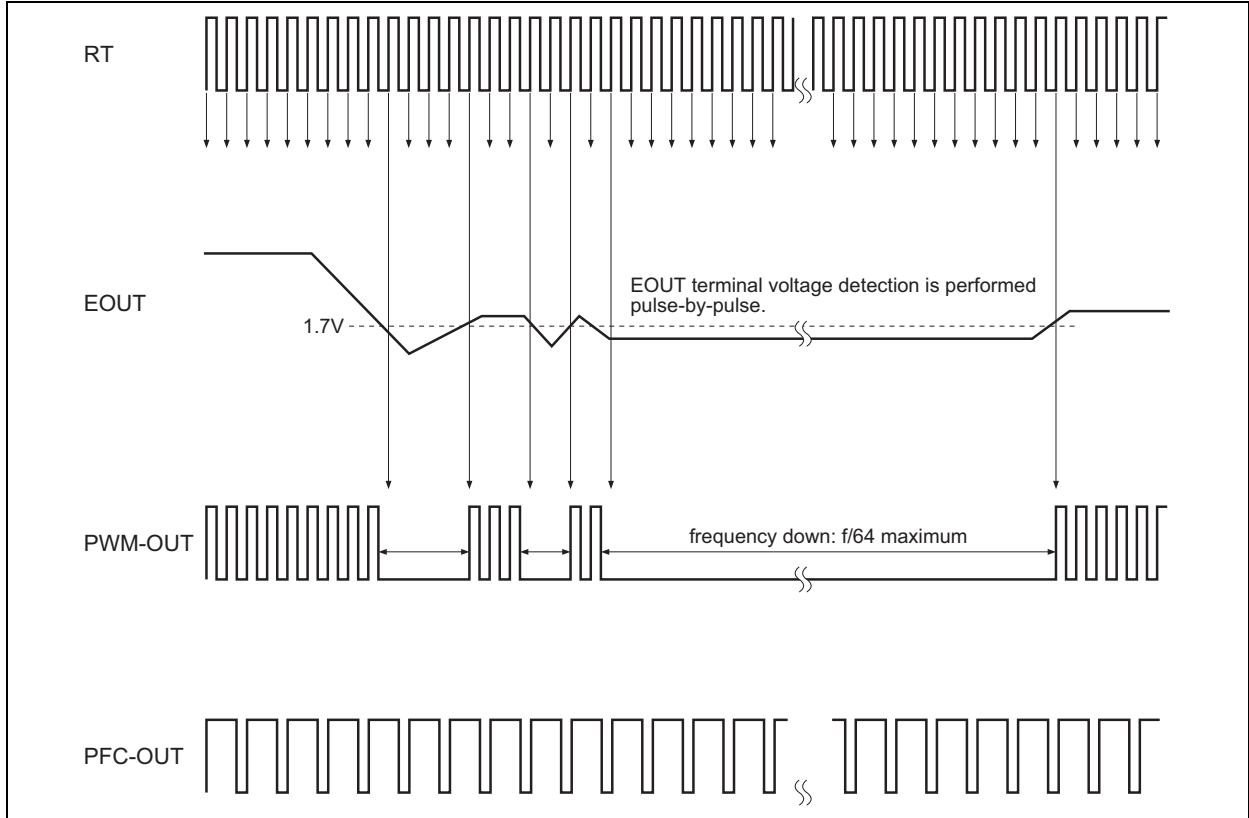 RT
EOUT
EOUT terminal voltage detection is performed
pulse-by-pulse.
1.7V
PWM-OUT
frequency down: f/64 maximum
PFC-OUT